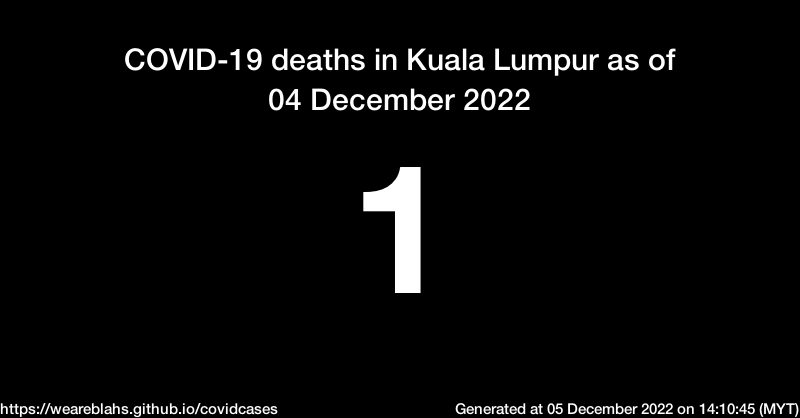 COVID-19 deaths in Kuala Lumpur as of
04 December 2022
1
https://weareblahs.github.io/covidcases
Generated at 05 December 2022 on 14:10:45 (MYT)